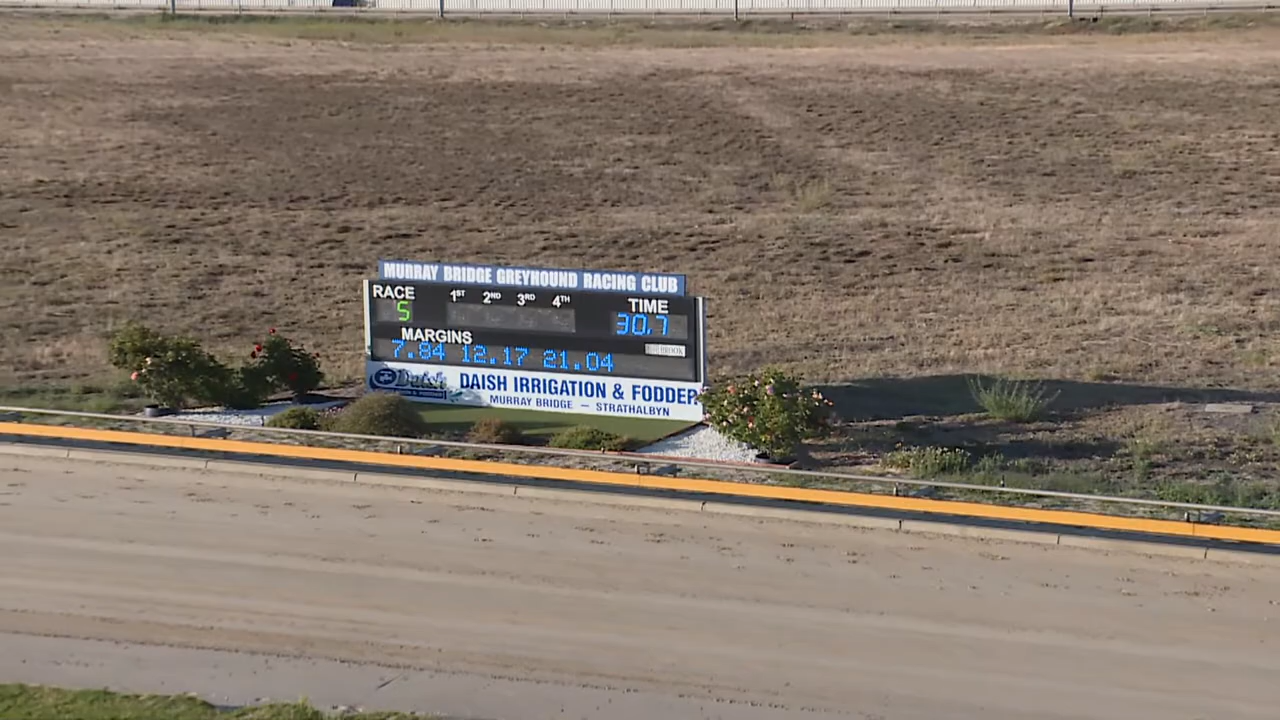 MURRAY BRIDGE GREYHOUND RACING CLUB
RACE 1ST 2ND 3RD 4TH TIME
5 30.7
MARGINS
7.84 12.17 21.04
BROOK
Daish DAISH IRRIGATION & FODDER
MURRAY BRIDGE – STRATHALBYN